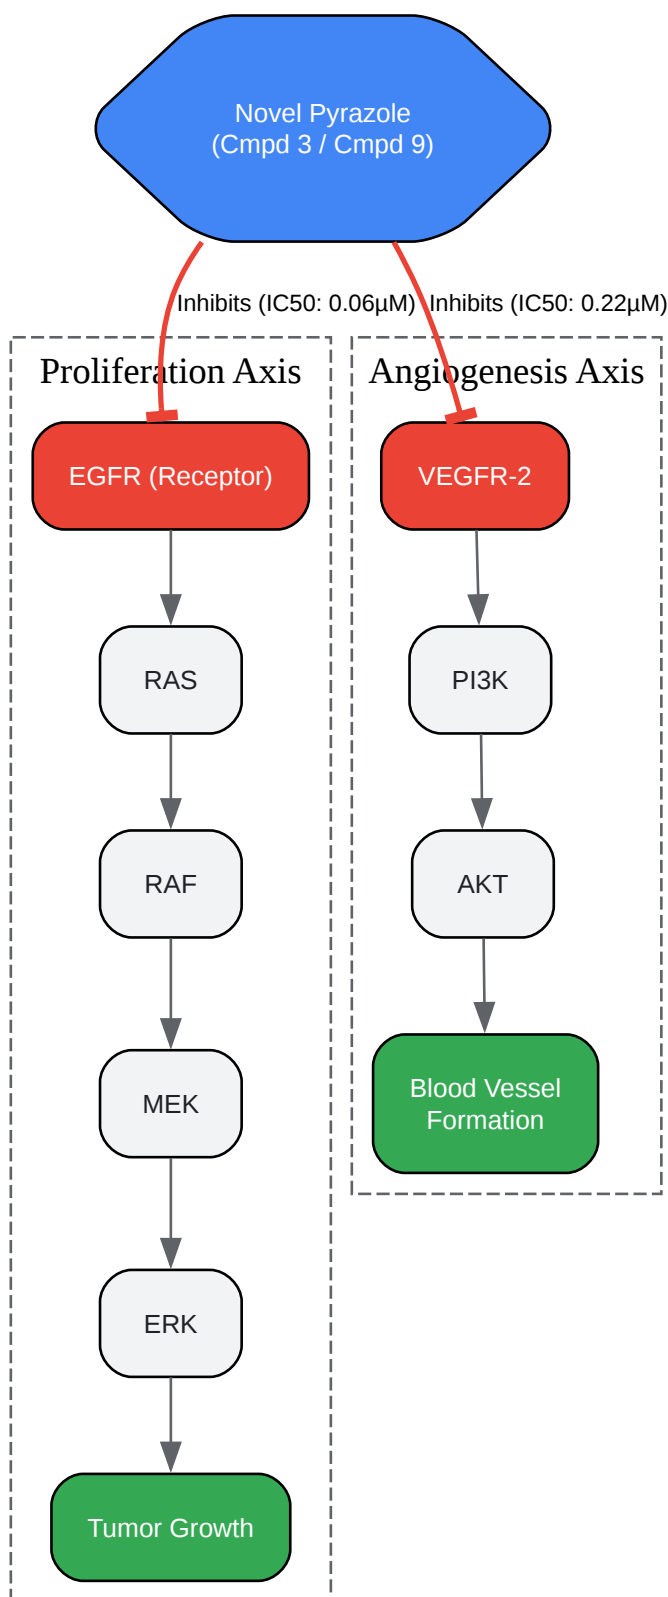 Novel Pyrazole
(Cmpd 3 / Cmpd 9)
Inhibits (IC50: 0.06µM)
Inhibits (IC50: 0.22µM)
Proliferation Axis
Angiogenesis Axis
EGFR (Receptor)
VEGFR-2
RAS
PI3K
RAF
AKT
MEK
Blood Vessel
Formation
ERK
Tumor Growth